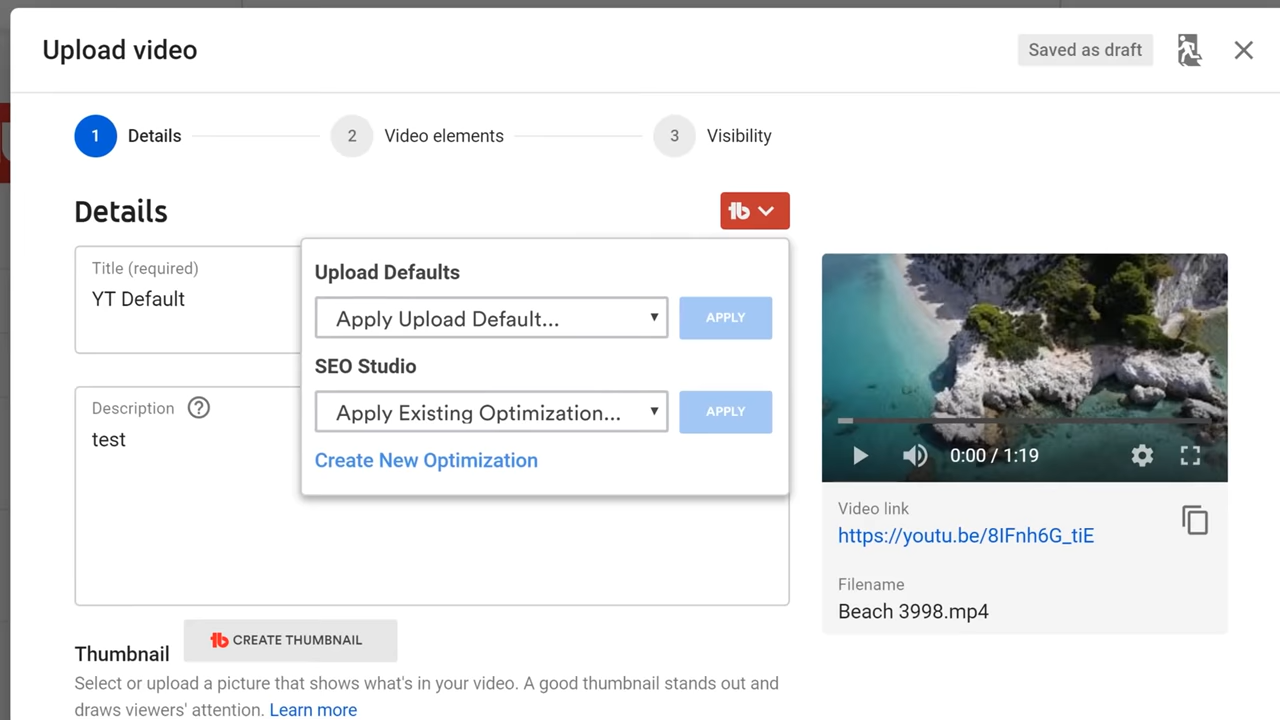 Upload video
Saved as draft
1 Details
2 Video elements
3 Visibility
Details
Title (required)
YT Default
Upload Defaults
Apply Upload Default...
APPLY
SEO Studio
Apply Existing Optimization...
APPLY
Create New Optimization
Description
test
0:00 / 1:19
Video link
https://youtu.be/8IFnh6G_tiE
Filename
Beach 3998.mp4
Thumbnail
CREATE THUMBNAIL
Select or upload a picture that shows what's in your video. A good thumbnail stands out and
draws viewers' attention. Learn more